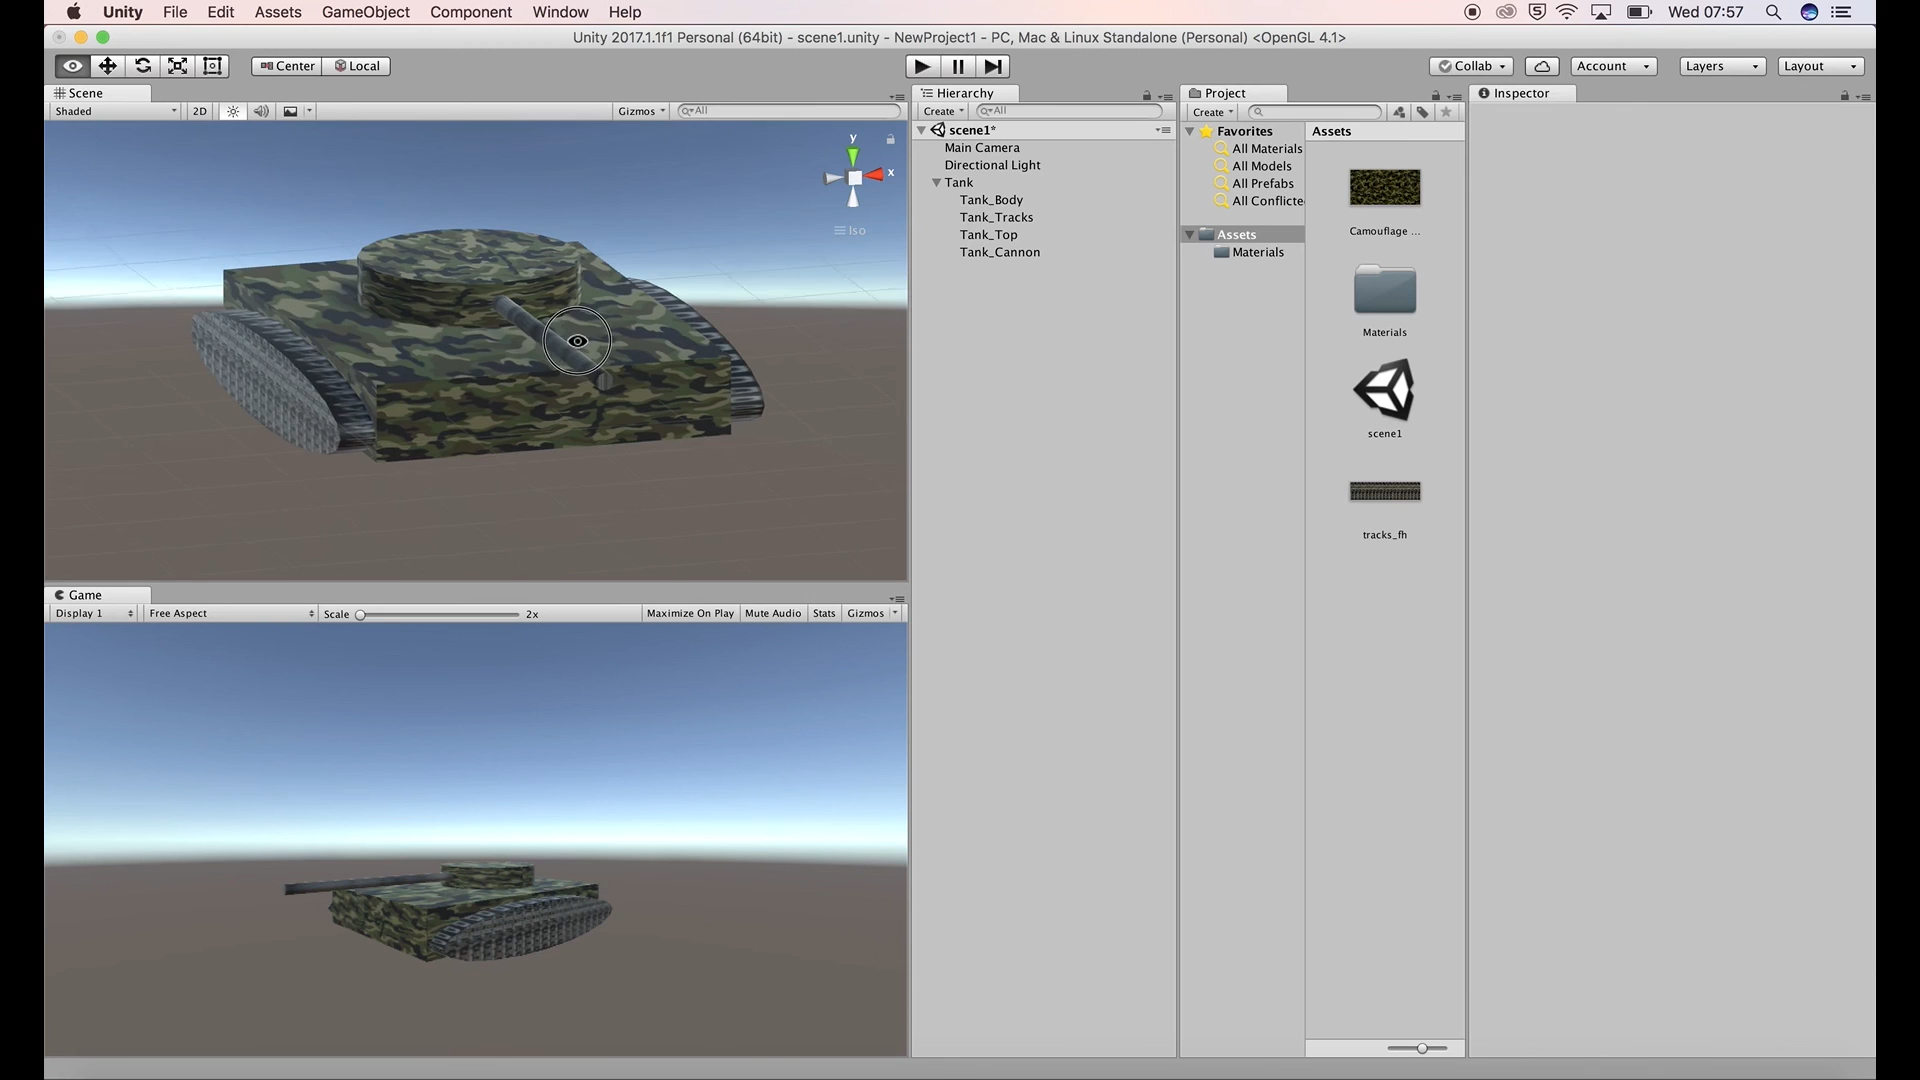 Unity File Edit Assets GameObject Component Window Help Wed 07:57
Unity 2017.1.1f1 Personal (64bit) - scene1.unity - NewProject1 - PC, Mac & Linux Standalone (Personal) <OpenGL 4.1>
Center Local Collab Account Layers Layout
Scene
Shaded 2D Gizmos All
y
x
Iso
Hierarchy
Create All
scene1*
Main Camera
Directional Light
Tank
Tank_Body
Tank_Tracks
Tank_Top
Tank_Cannon
Project
Create
Favorites
All Materials
All Models
All Prefabs
All Conflicte
Assets
Materials
Assets
Camouflage ...
Materials
scene1
tracks_fh
Inspector
Game
Display 1 Free Aspect Scale 2x Maximize On Play Mute Audio Stats Gizmos